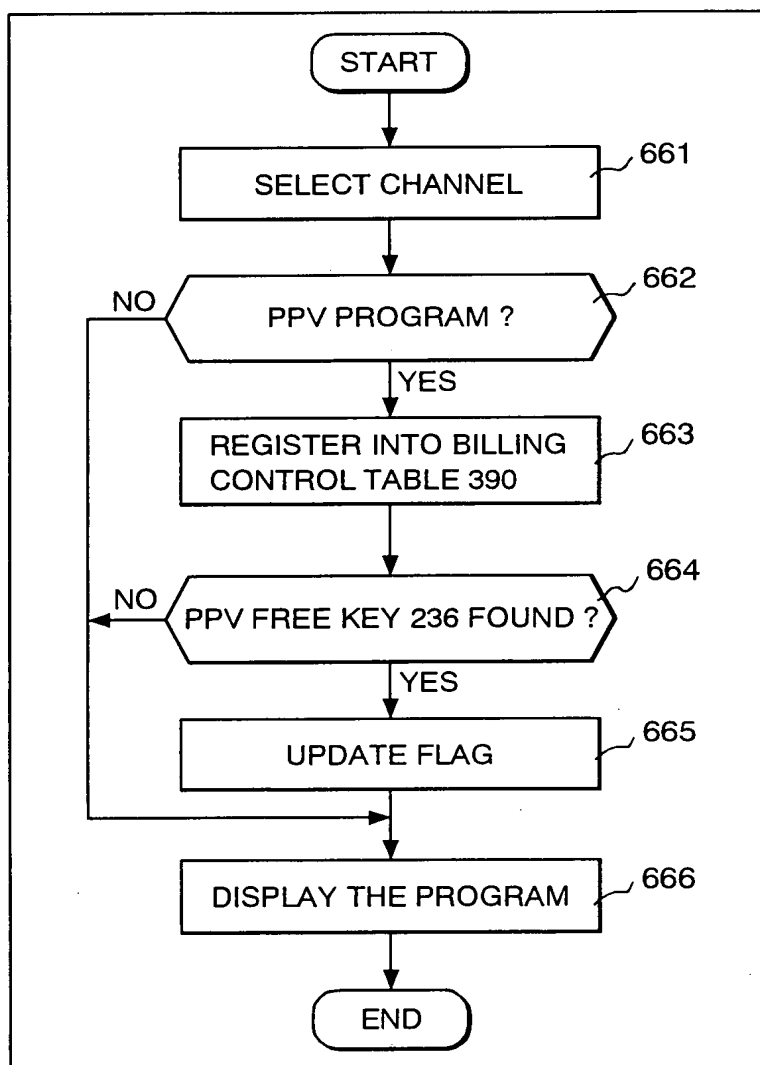 START
661
SELECT CHANNEL
662
NO
PPV PROGRAM ?
YES
663
REGISTER INTO BILLING
CONTROL TABLE 390
664
NO
PPV FREE KEY 236 FOUND ?
YES
665
UPDATE FLAG
666
DISPLAY THE PROGRAM
END